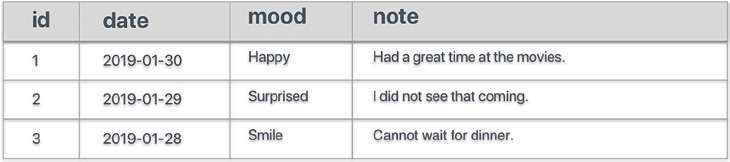 id date mood note
1 2019-01-30 Happy Had a great time at the movies.
2 2019-01-29 Surprised I did not see that coming.
3 2019-01-28 Smile Cannot wait for dinner.